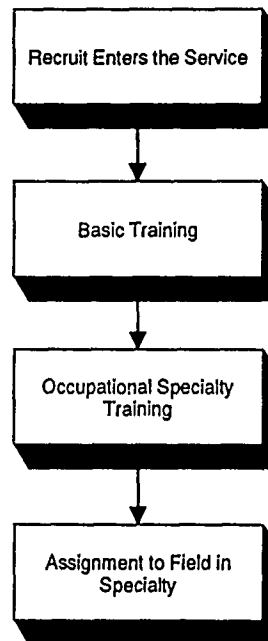 Recruit Enters the Service
Basic Training
Occupational Specialty
Training
Assignment to Field in
Specialty